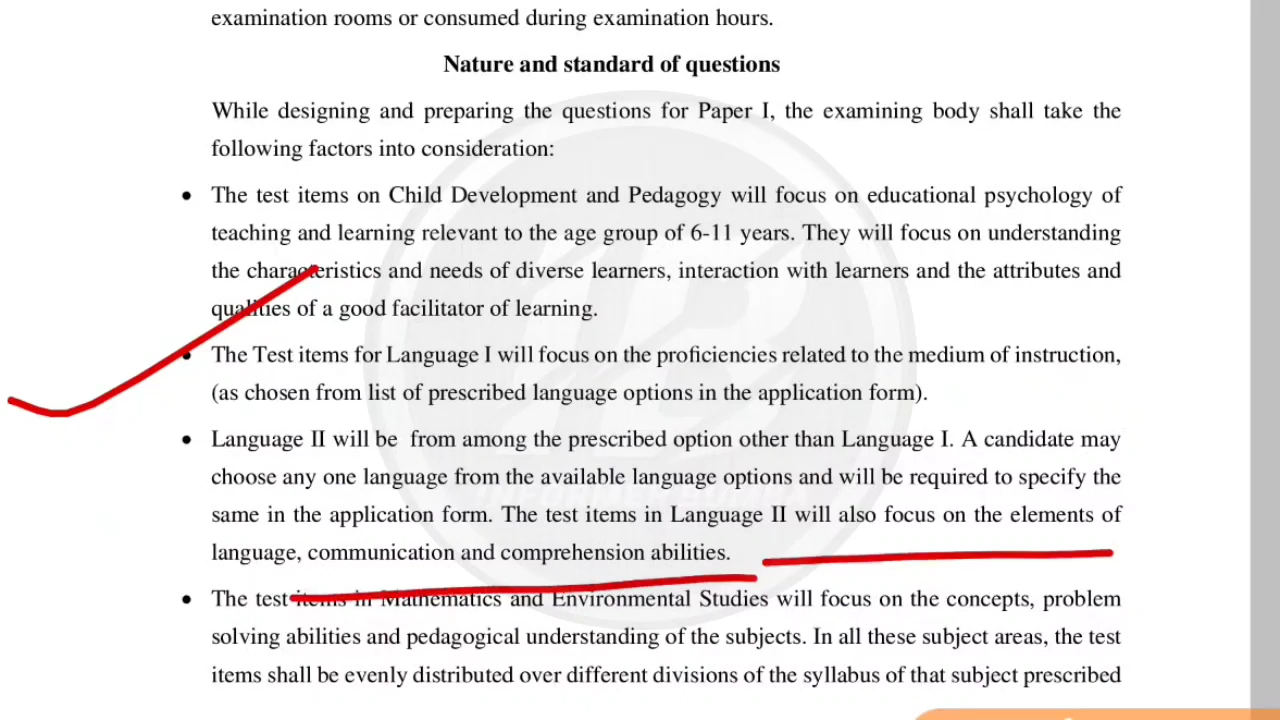 examination rooms or consumed during examination hours.
Nature and standard of questions
While designing and preparing the questions for Paper I, the examining body shall take the
following factors into consideration:
• The test items on Child Development and Pedagogy will focus on educational psychology of
teaching and learning relevant to the age group of 6-11 years. They will focus on understanding
the characteristics and needs of diverse learners, interaction with learners and the attributes and
qualities of a good facilitator of learning.
• The Test items for Language I will focus on the proficiencies related to the medium of instruction,
(as chosen from list of prescribed language options in the application form).
• Language II will be from among the prescribed option other than Language I. A candidate may
choose any one language from the available language options and will be required to specify the
same in the application form. The test items in Language II will also focus on the elements of
language, communication and comprehension abilities.
• The test items in Mathematics and Environmental Studies will focus on the concepts, problem
solving abilities and pedagogical understanding of the subjects. In all these subject areas, the test
items shall be evenly distributed over different divisions of the syllabus of that subject prescribed